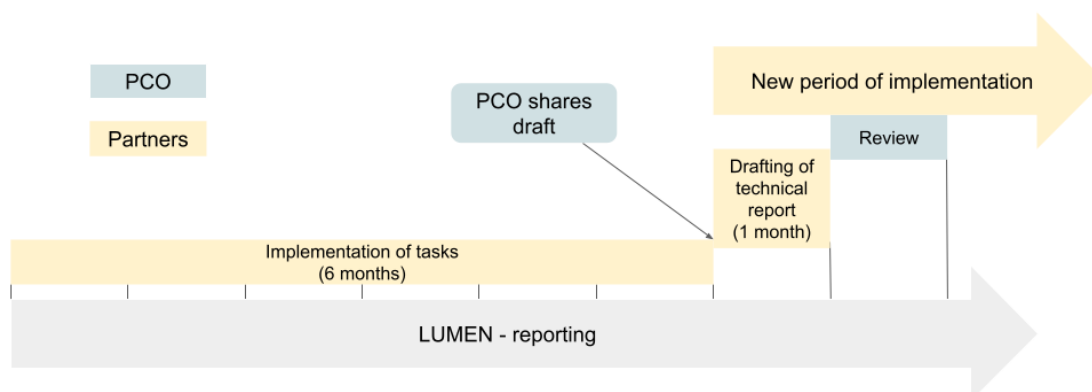 PCO
Partners
PCO shares
draft
New period of implementation
Review
Drafting of
technical
report
(1 month)
Implementation of tasks
(6 months)
LUMEN - reporting